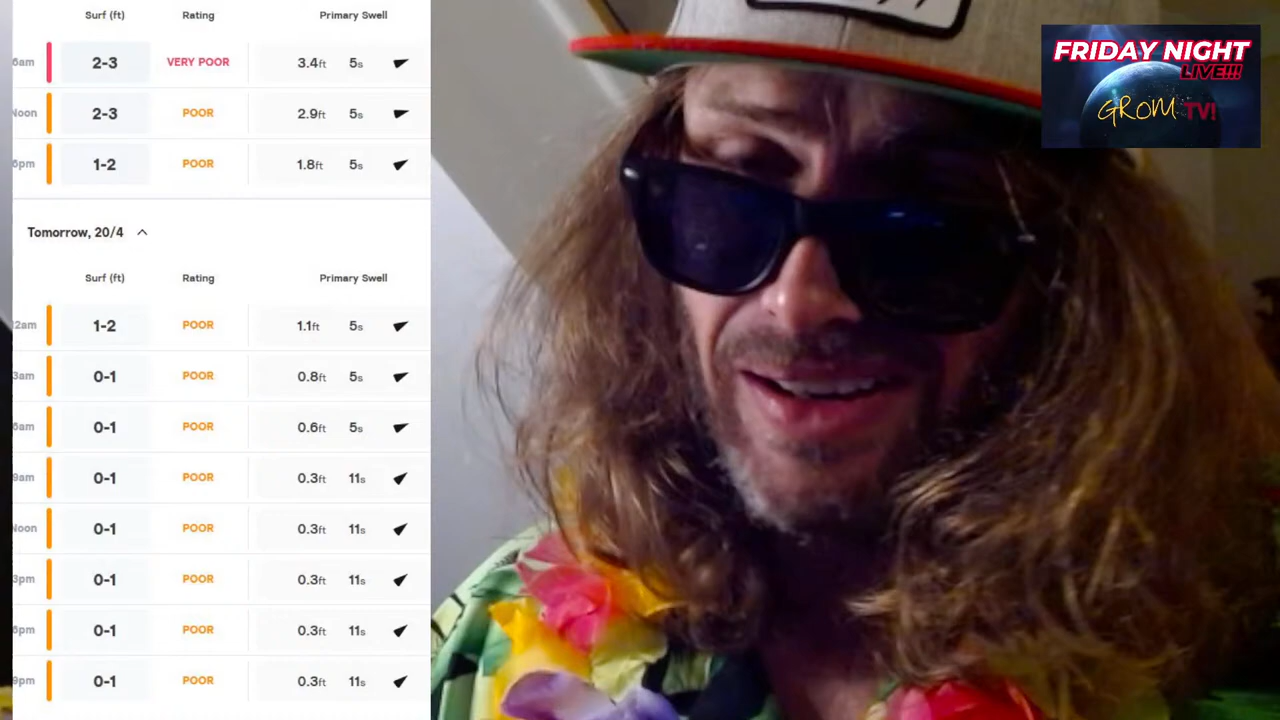 Surf (ft) Rating Primary Swell
6am 2-3 VERY POOR 3.4ft 5s
Noon 2-3 POOR 2.9ft 5s
6pm 1-2 POOR 1.8ft 5s
Tomorrow, 20/4
Surf (ft) Rating Primary Swell
2am 1-2 POOR 1.1ft 5s
3am 0-1 POOR 0.8ft 5s
6am 0-1 POOR 0.6ft 5s
9am 0-1 POOR 0.3ft 11s
Noon 0-1 POOR 0.3ft 11s
3pm 0-1 POOR 0.3ft 11s
6pm 0-1 POOR 0.3ft 11s
9pm 0-1 POOR 0.3ft 11s
FRIDAY NIGHT
LIVE!!!
GROM TV!